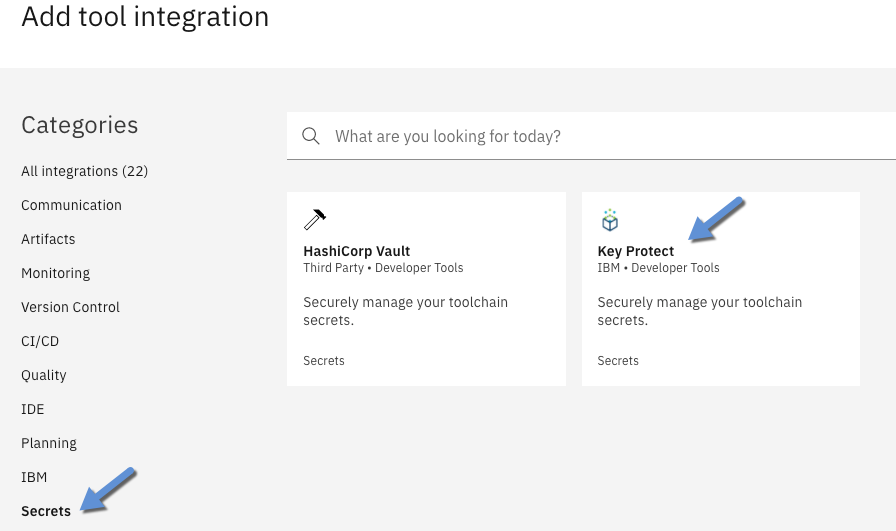 Add tool integration
Categories
All integrations (22)
Communication
Artifacts
Monitoring
Version Control
CI/CD
Quality
IDE
Planning
IBM
Secrets
What are you looking for today?
HashiCorp Vault
Third Party • Developer Tools
Securely manage your toolchain
secrets.
Secrets
Key Protect
IBM • Developer Tools
Securely manage your toolchain
secrets.
Secrets